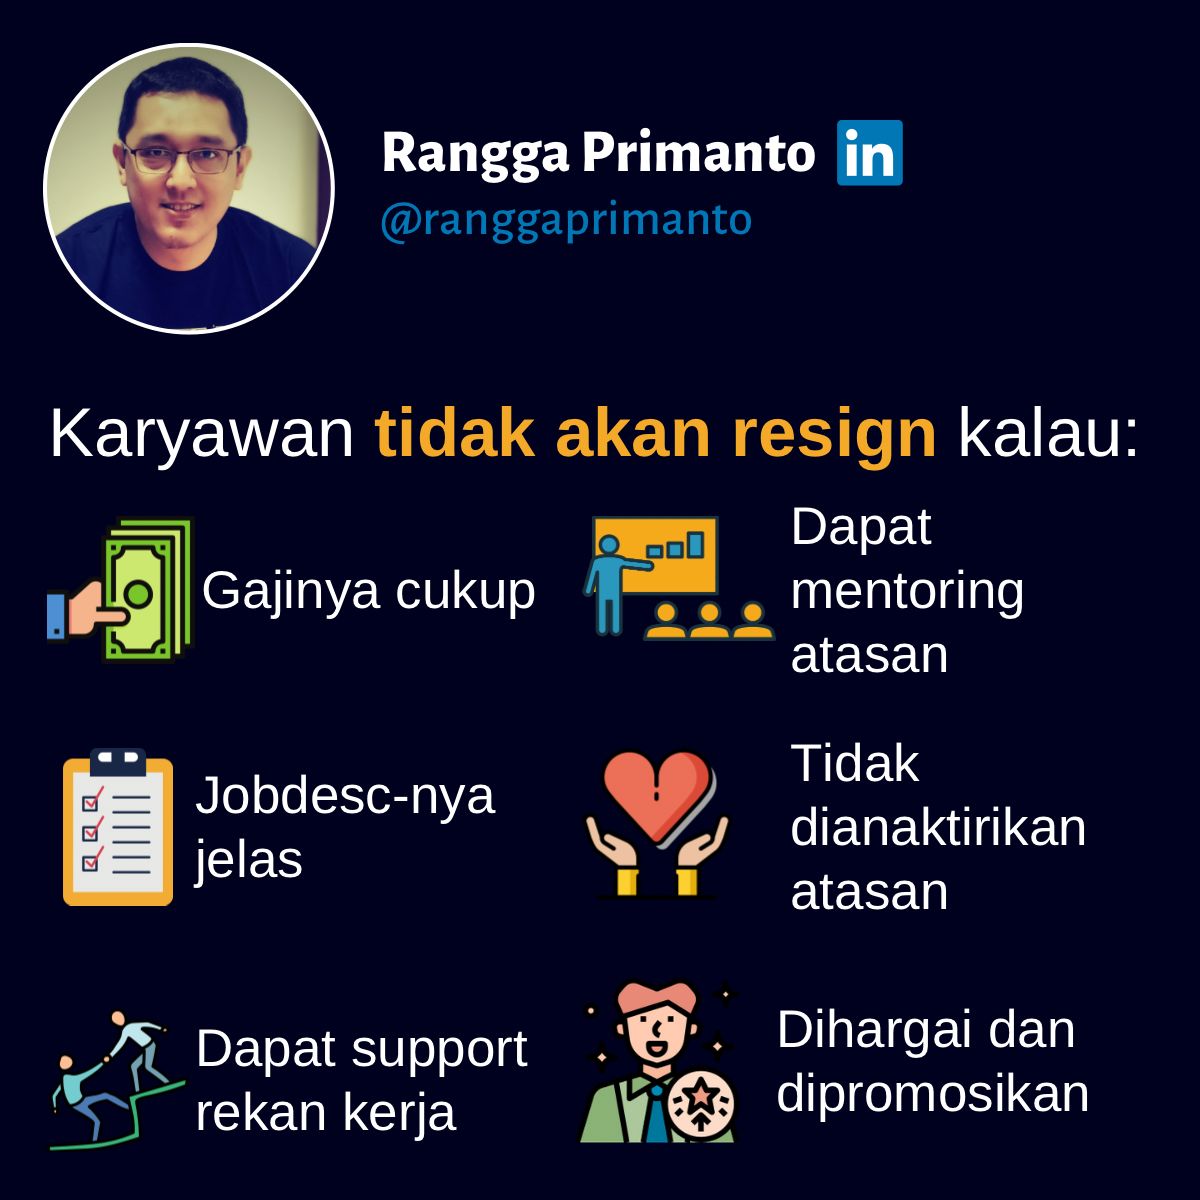 Rangga Primanto in
@ranggaprimanto
Karyawan tidak akan resign kalau:
Gajinya cukup
Dapat
mentoring
atasan
Jobdesc-nya
jelas
Tidak
dianaktirikan
atasan
Dapat support
rekan kerja
Dihargai dan
dipromosikan